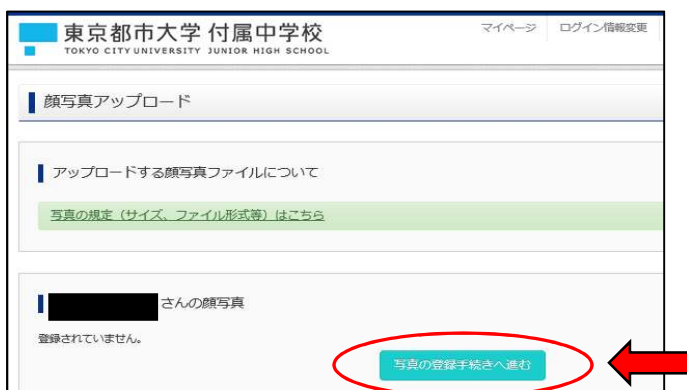 東京都市大学 付属中学校
TOKYO CITY UNIVERSITY JUNIOR HIGH SCHOOL
マイページ ログイン情報変更
顔写真アップロード
アップロードする顔写真ファイルについて
写真の規定（サイズ、ファイル形式等）はこちら
さんの顔写真
登録されていません。
写真の登録手続きへ進む